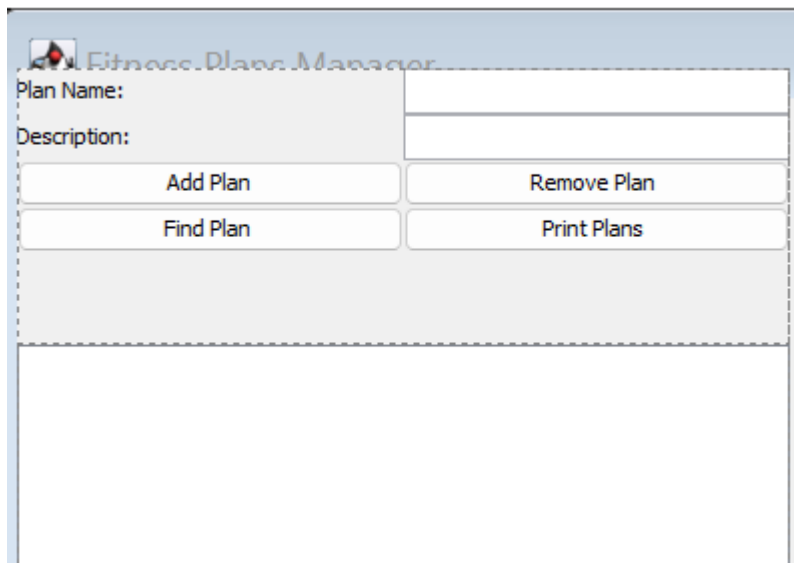 Fitness Plans Manager
Plan Name:
Description:
Add Plan Remove Plan
Find Plan Print Plans